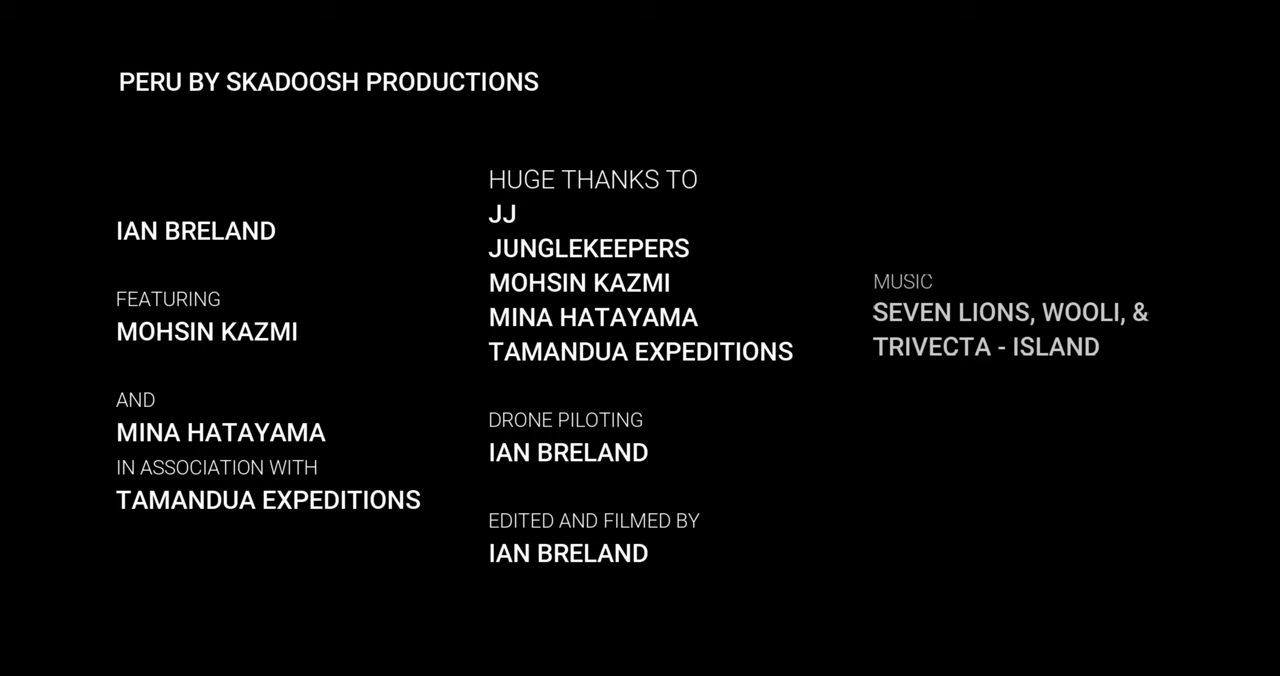 PERU BY SKADOOSH PRODUCTIONS
IAN BRELAND
FEATURING
MOHSIN KAZMI
AND
MINA HATAYAMA
IN ASSOCIATION WITH
TAMANDUA EXPEDITIONS
HUGE THANKS TO
JJ
JUNGLEKEEPERS
MOHSIN KAZMI
MINA HATAYAMA
TAMANDUA EXPEDITIONS
DRONE PILOTING
IAN BRELAND
EDITED AND FILMED BY
IAN BRELAND
MUSIC
SEVEN LIONS, WOOLI, &
TRIVECTA - ISLAND